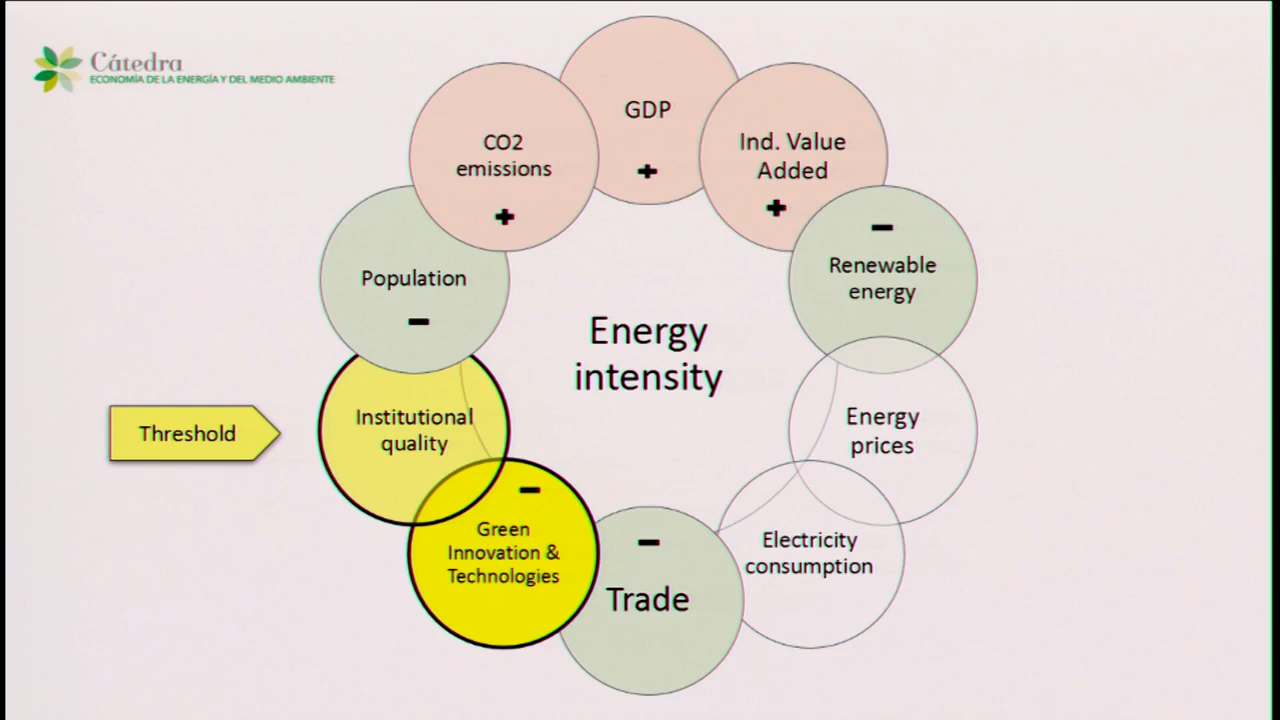 Cátedra
ECONOMÍA DE LA ENERGÍA Y DEL MEDIO AMBIENTE
GDP
+
CO2
emissions
+
Ind. Value
Added
+
-
Renewable
energy
Population
-
Energy
intensity
Threshold
Institutional
quality
Energy
prices
-
Green
Innovation &
Technologies
-
Trade
Electricity
consumption